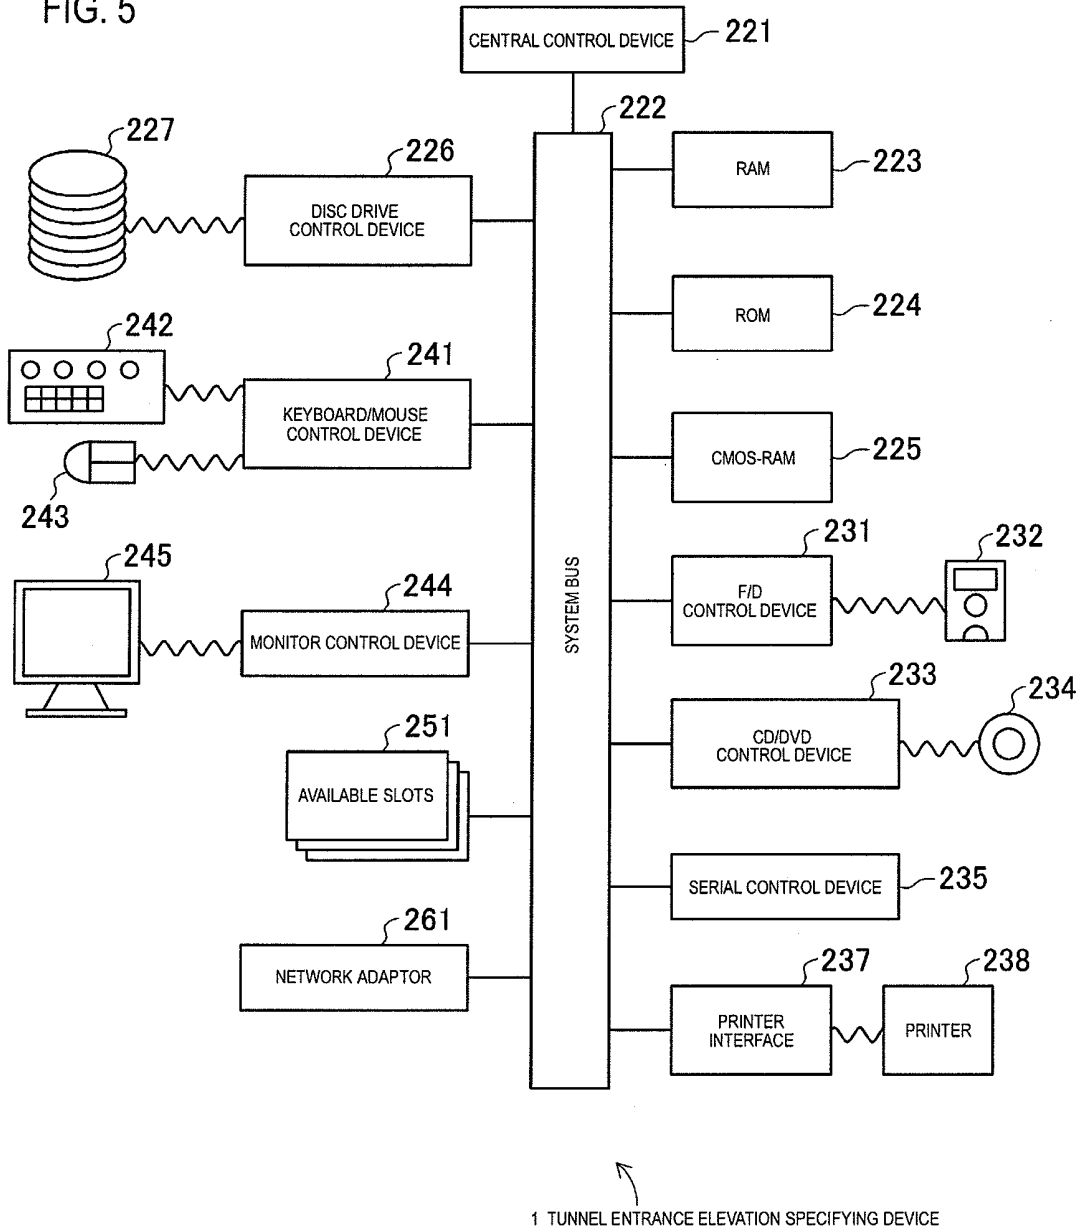 FIG. 5
CENTRAL CONTROL DEVICE
221
222
227
226
DISC DRIVE
CONTROL DEVICE
RAM
223
ROM
224
242
241
KEYBOARD/MOUSE
CONTROL DEVICE
243
CMOS-RAM
225
245
244
MONITOR CONTROL DEVICE
SYSTEM BUS
231
F/D
CONTROL DEVICE
232
233
CD/DVD
CONTROL DEVICE
234
251
AVAILABLE SLOTS
SERIAL CONTROL DEVICE
235
261
NETWORK ADAPTOR
237
PRINTER
INTERFACE
238
PRINTER
1 TUNNEL ENTRANCE ELEVATION SPECIFYING DEVICE